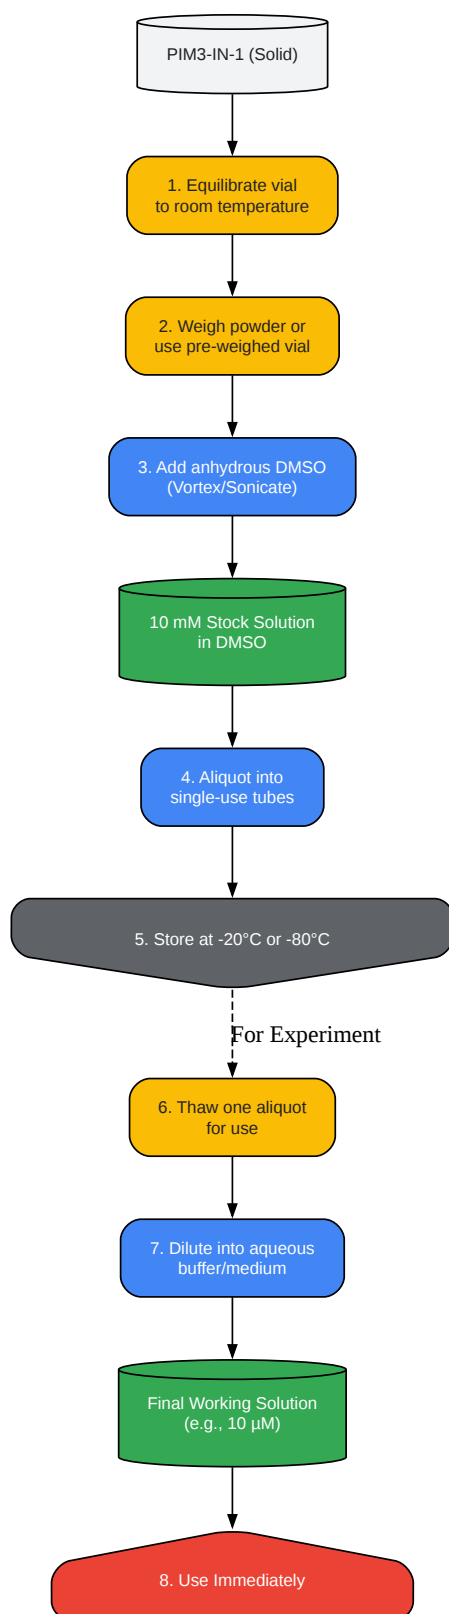 PIM3-IN-1 (Solid)
1. Equilibrate vial
to room temperature
2. Weigh powder or
use pre-weighed vial
3. Add anhydrous DMSO
(Vortex/Sonicate)
10 mM Stock Solution
in DMSO
4. Aliquot into
single-use tubes
5. Store at -20°C or -80°C
For Experiment
6. Thaw one aliquot
for use
7. Dilute into aqueous
buffer/medium
Final Working Solution
(e.g., 10 µM)
8. Use Immediately